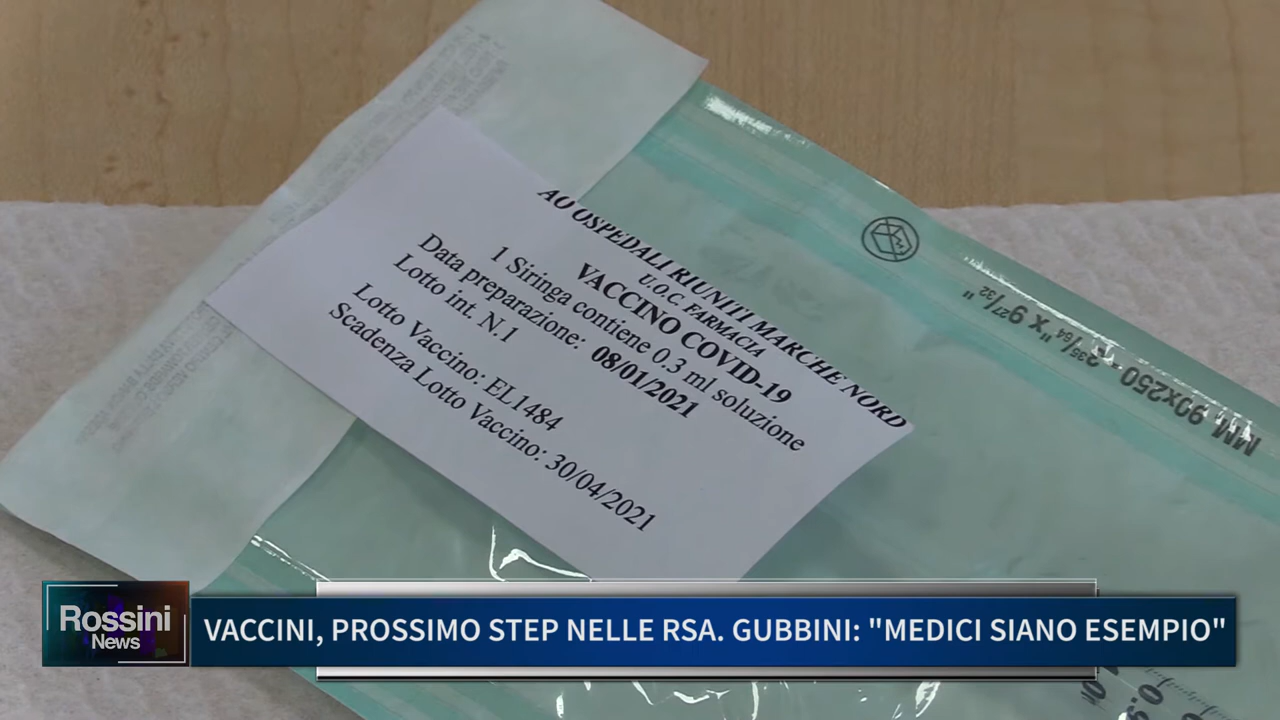 AO OSPEDALI RIUNITI MARCHE NORD
U.O.C. FARMACIA
VACCINO COVID-19
1 Siringa contiene 0.3 ml soluzione
Data preparazione: 08/01/2021
Lotto int. N.1
Lotto Vaccino: EL1484
Scadenza Lotto Vaccino: 30/04/2021
MM. 90x250 - 3 35/64 " x 9 27/32 "
Rossini
News
VACCINI, PROSSIMO STEP NELLE RSA. GUBBINI: "MEDICI SIANO ESEMPIO"